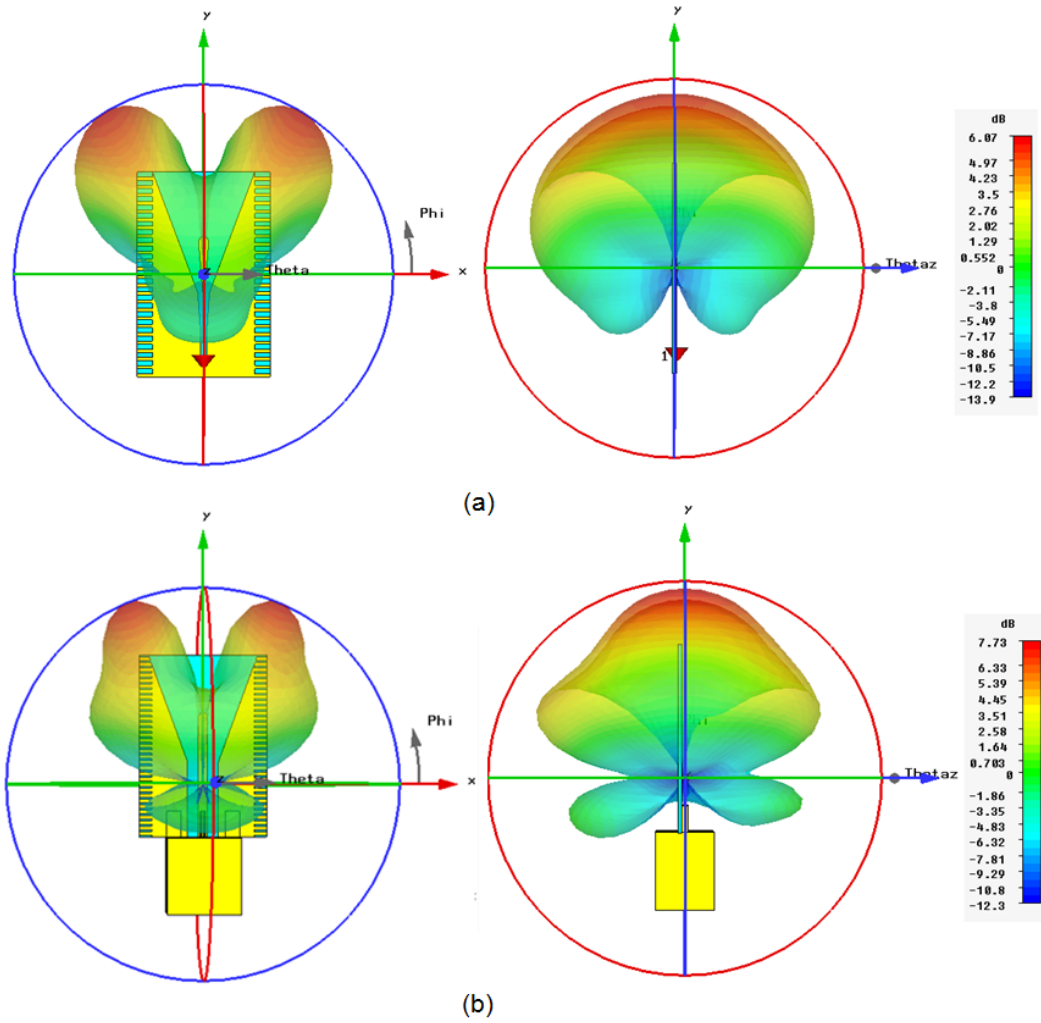 y
Phi
z
Theta
x
y
Thetaz
1
dB
6.07
4.97
4.23
3.5
2.76
2.02
1.29
0.552
0
-2.11
-3.8
-5.49
-7.17
-8.86
-10.5
-12.2
-13.9
(a)
y
Phi
z
Theta
x
y
Thetaz
dB
7.73
6.33
5.39
4.45
3.51
2.58
1.64
0.703
0
-1.86
-3.35
-4.83
-6.32
-7.81
-9.29
-10.8
-12.3
(b)